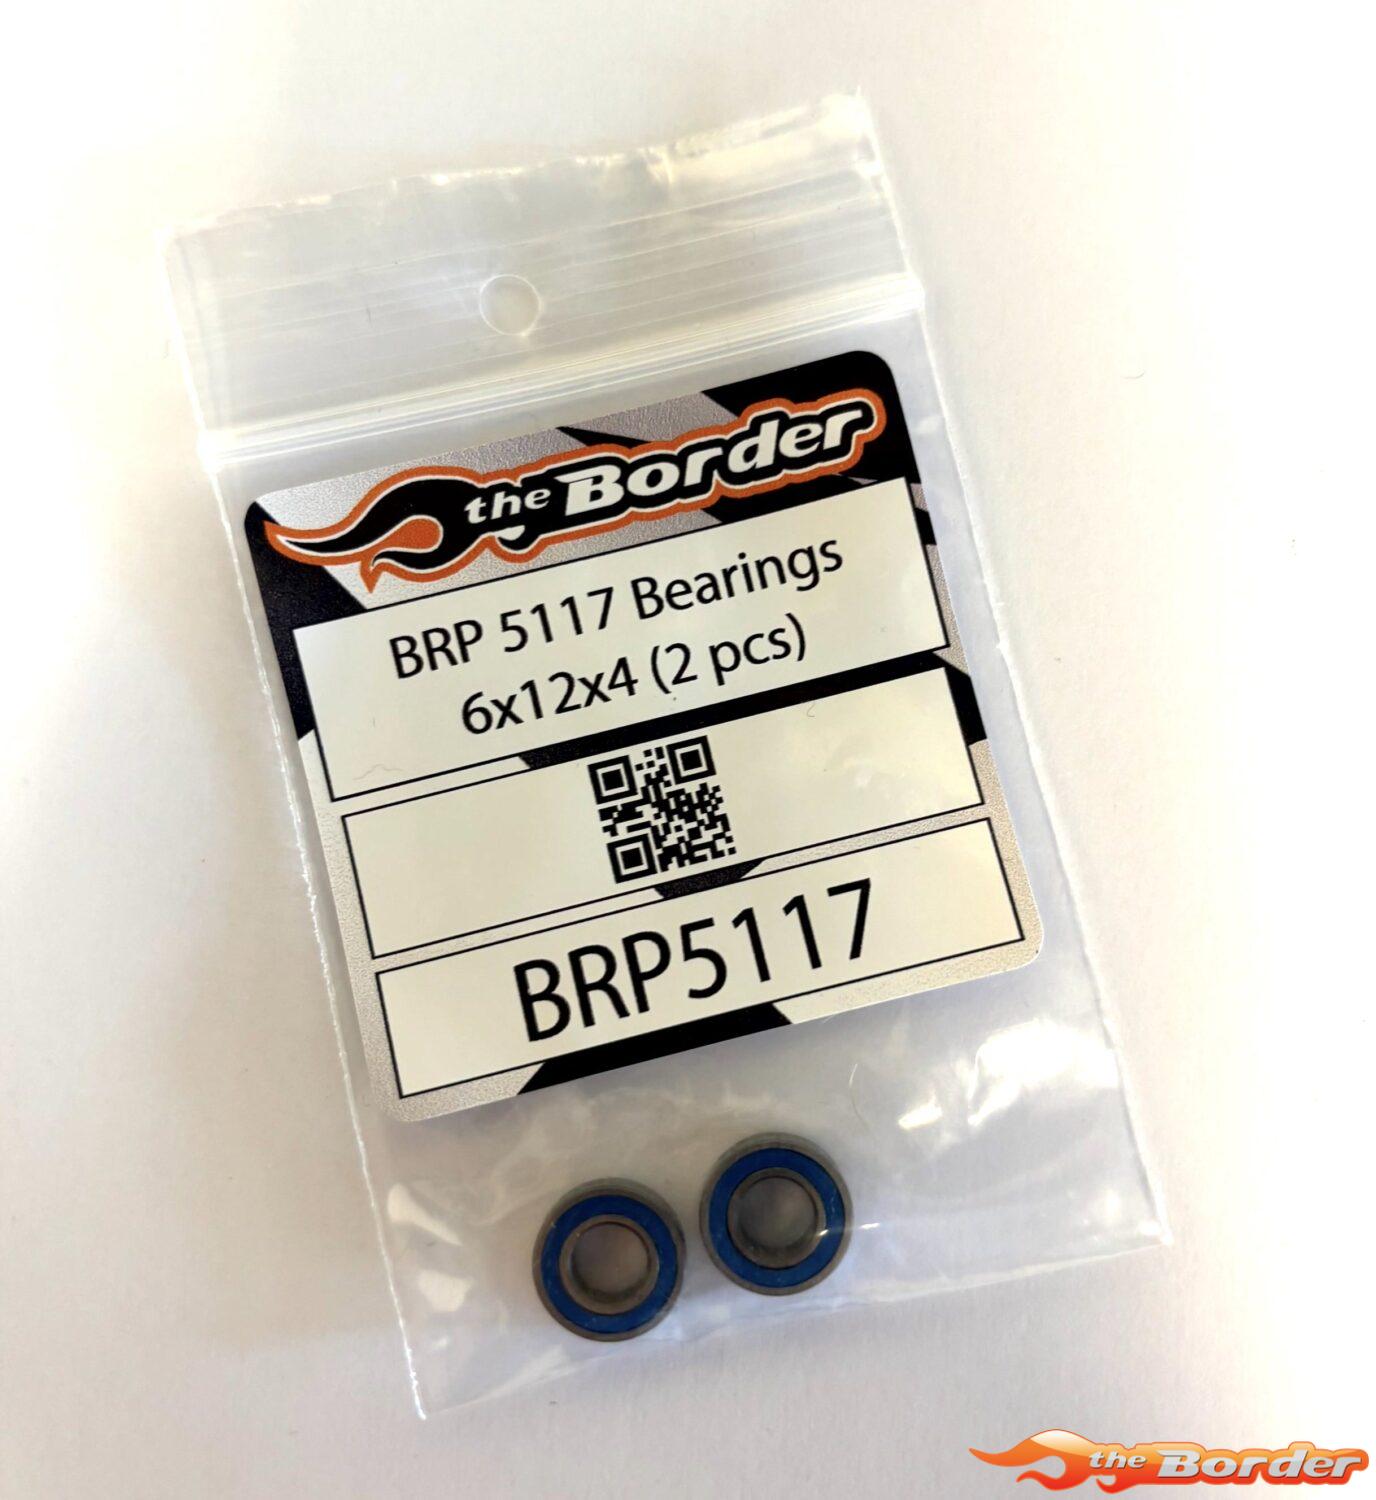 the Border
BRP 5117 Bearings
6x12x4 (2 pcs)
BRP5117
the Border